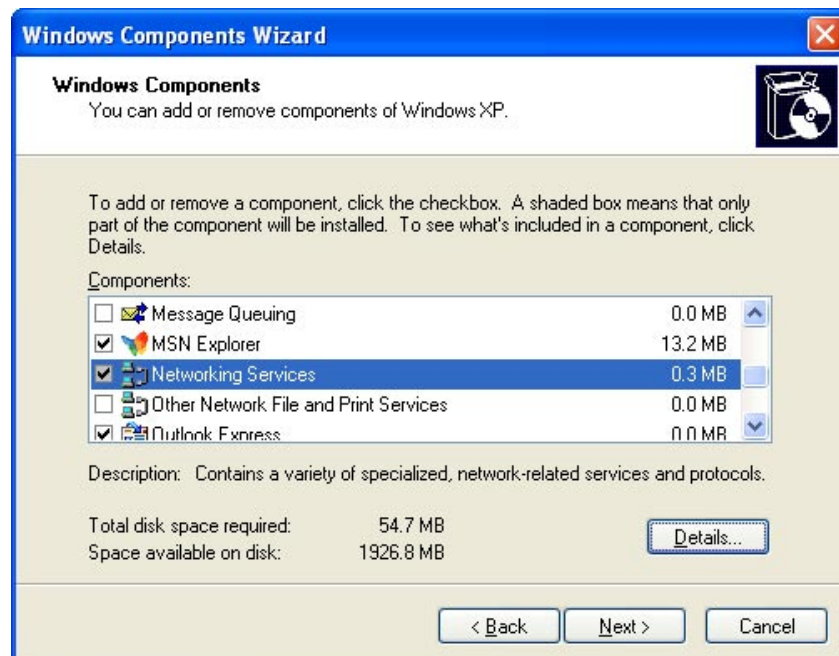 Windows Components Wizard
Windows Components
You can add or remove components of Windows XP.
To add or remove a component, click the checkbox. A shaded box means that only
part of the component will be installed. To see what's included in a component, click
Details.
Components:
Message Queuing 0.0 MB
MSN Explorer 13.2 MB
Networking Services 0.3 MB
Other Network File and Print Services 0.0 MB
Outlook Express 0.0 MB
Description: Contains a variety of specialized, network-related services and protocols.
Total disk space required: 54.7 MB
Space available on disk: 1926.8 MB
Details...
< Back Next > Cancel